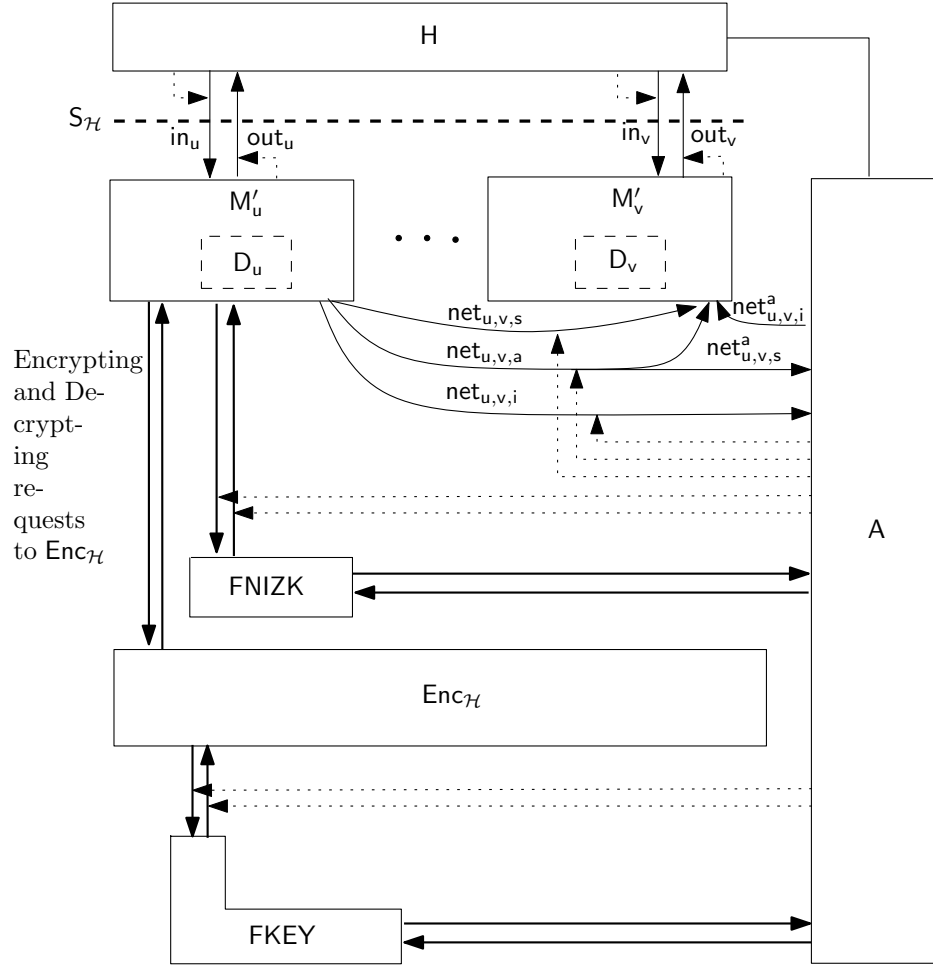 H
S_ℋ
in_u
out_u
in_v
out_v
M′_u
M′_v
D_u
D_v
net_{u,v,s}
net^a_{u,v,i}
net_{u,v,a}
net^a_{u,v,s}
net_{u,v,i}
Encrypting
and De-
crypt-
ing
re-
quests
to Enc_ℋ
A
FNIZK
Enc_ℋ
FKEY